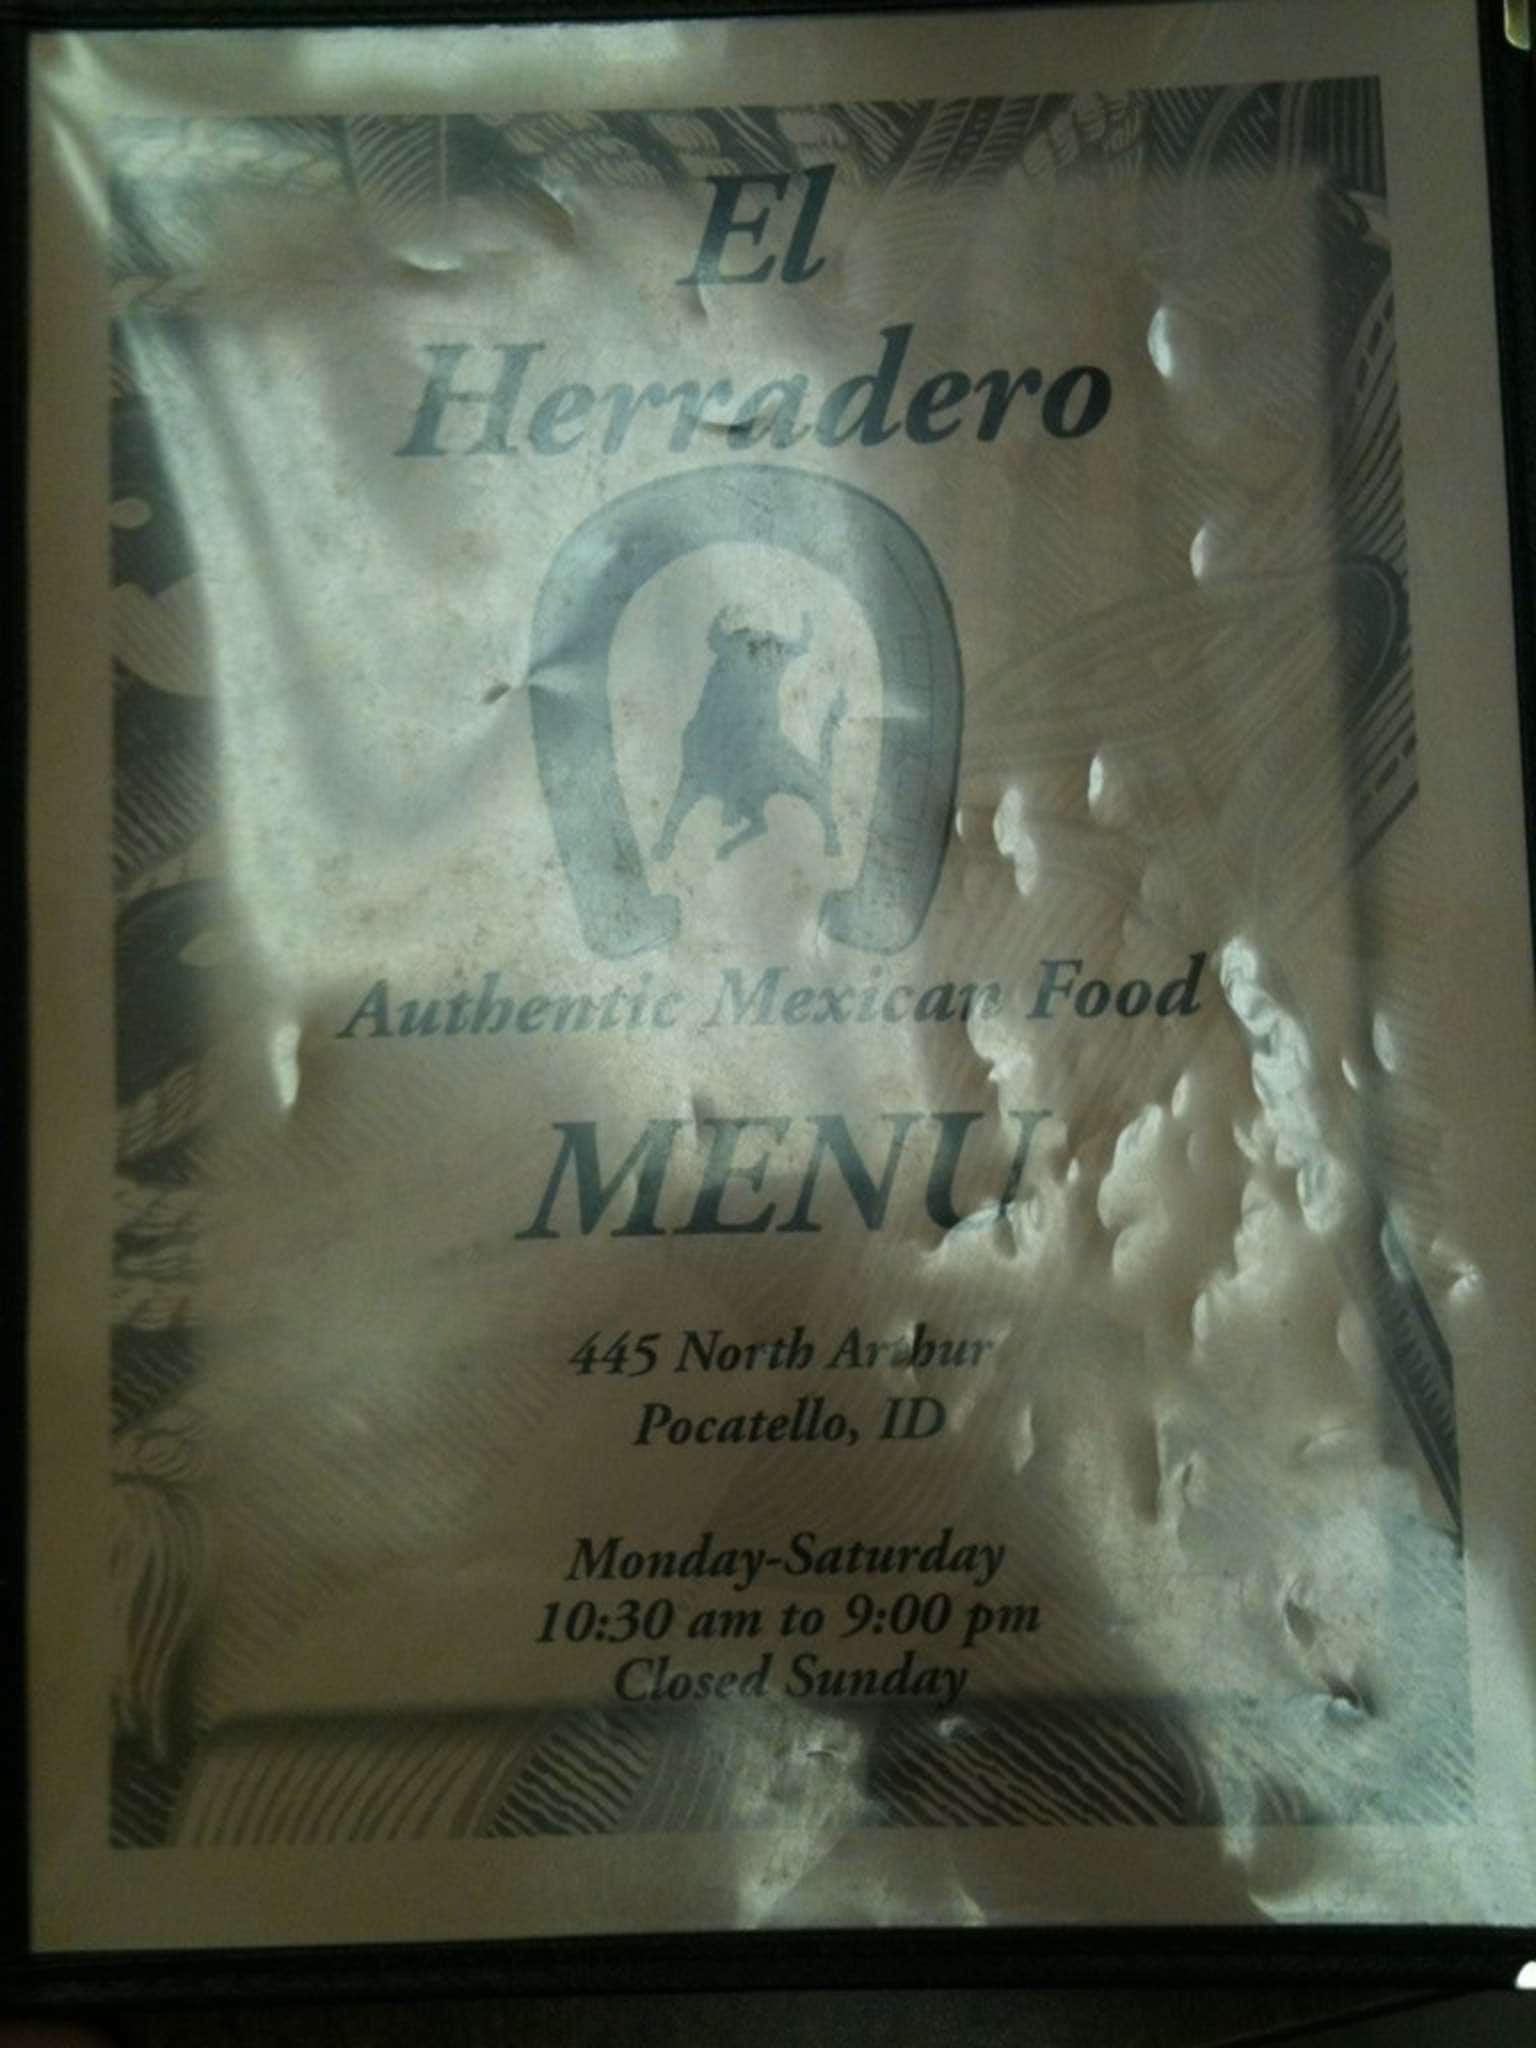 El
Herradero
Authentic Mexican Food
MENU
445 North Arthur
Pocatello, ID
Monday-Saturday
10:30 am to 9:00 pm
Closed Sunday